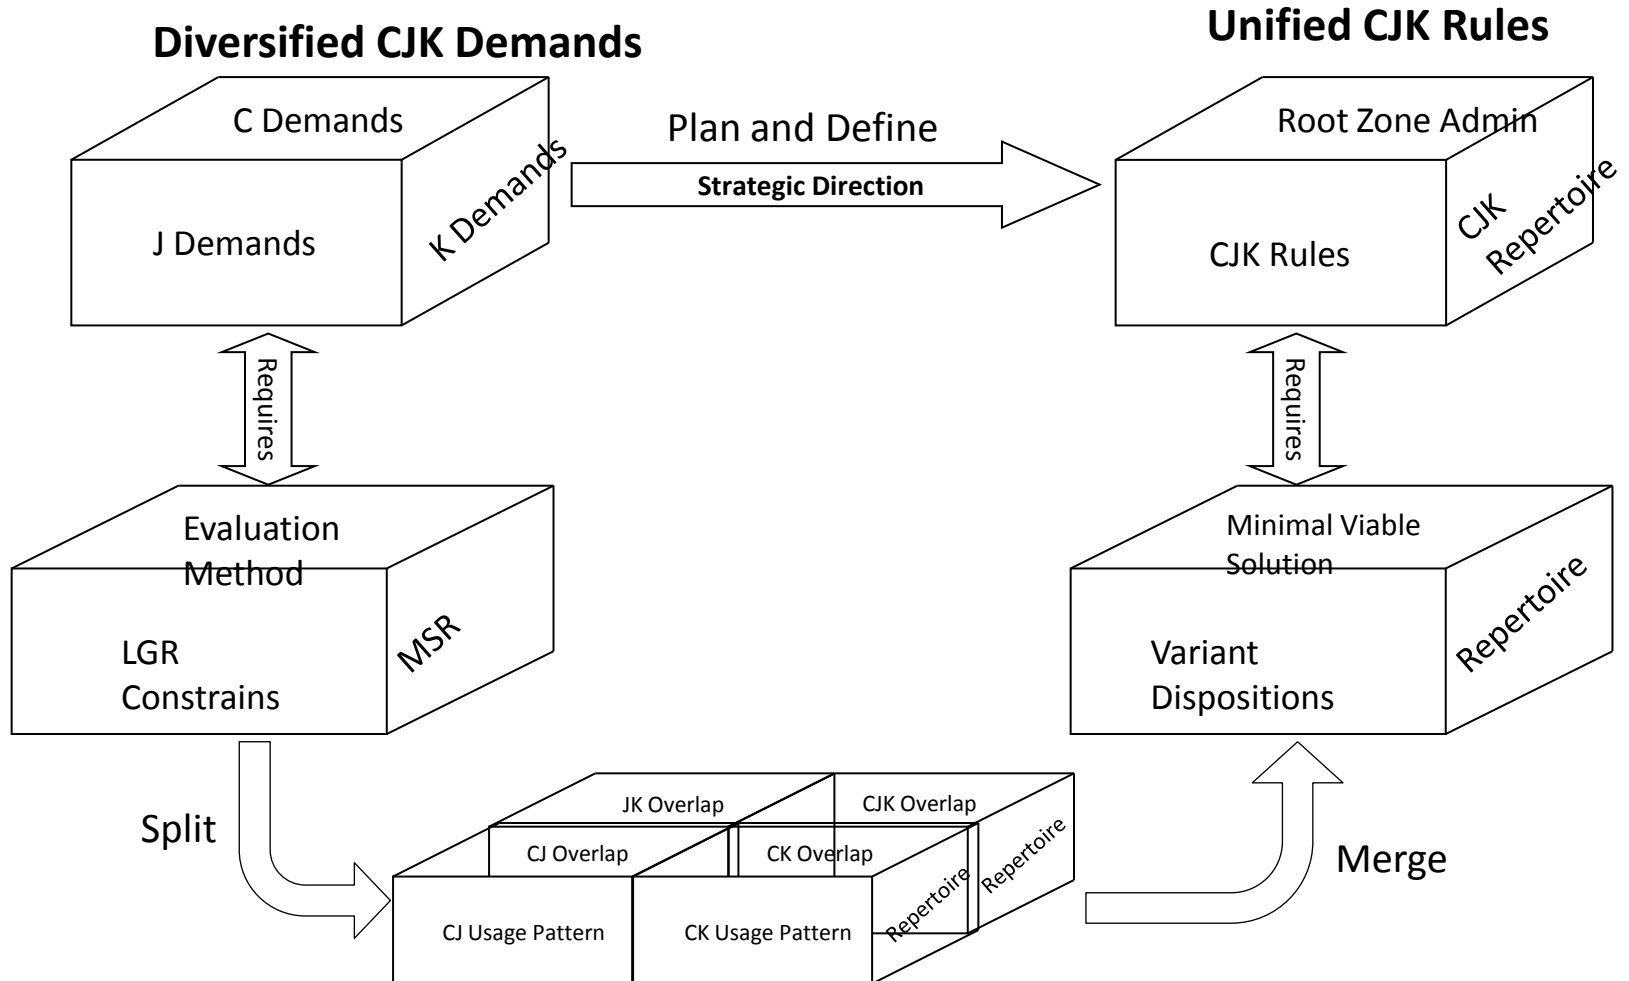 Diversified CJK Demands
Unified CJK Rules
C Demands
J Demands
K Demands
Plan and Define
Strategic Direction
Root Zone Admin
CJK Rules
CJK
Repertoire
Requires
Requires
Evaluation
Method
LGR
Constrains
MSR
Minimal Viable
Solution
Variant
Dispositions
Repertoire
Split
JK Overlap
CJK Overlap
CJ Overlap
CK Overlap
CJ Usage Pattern
CK Usage Pattern
Repertoire
Repertoire
Merge